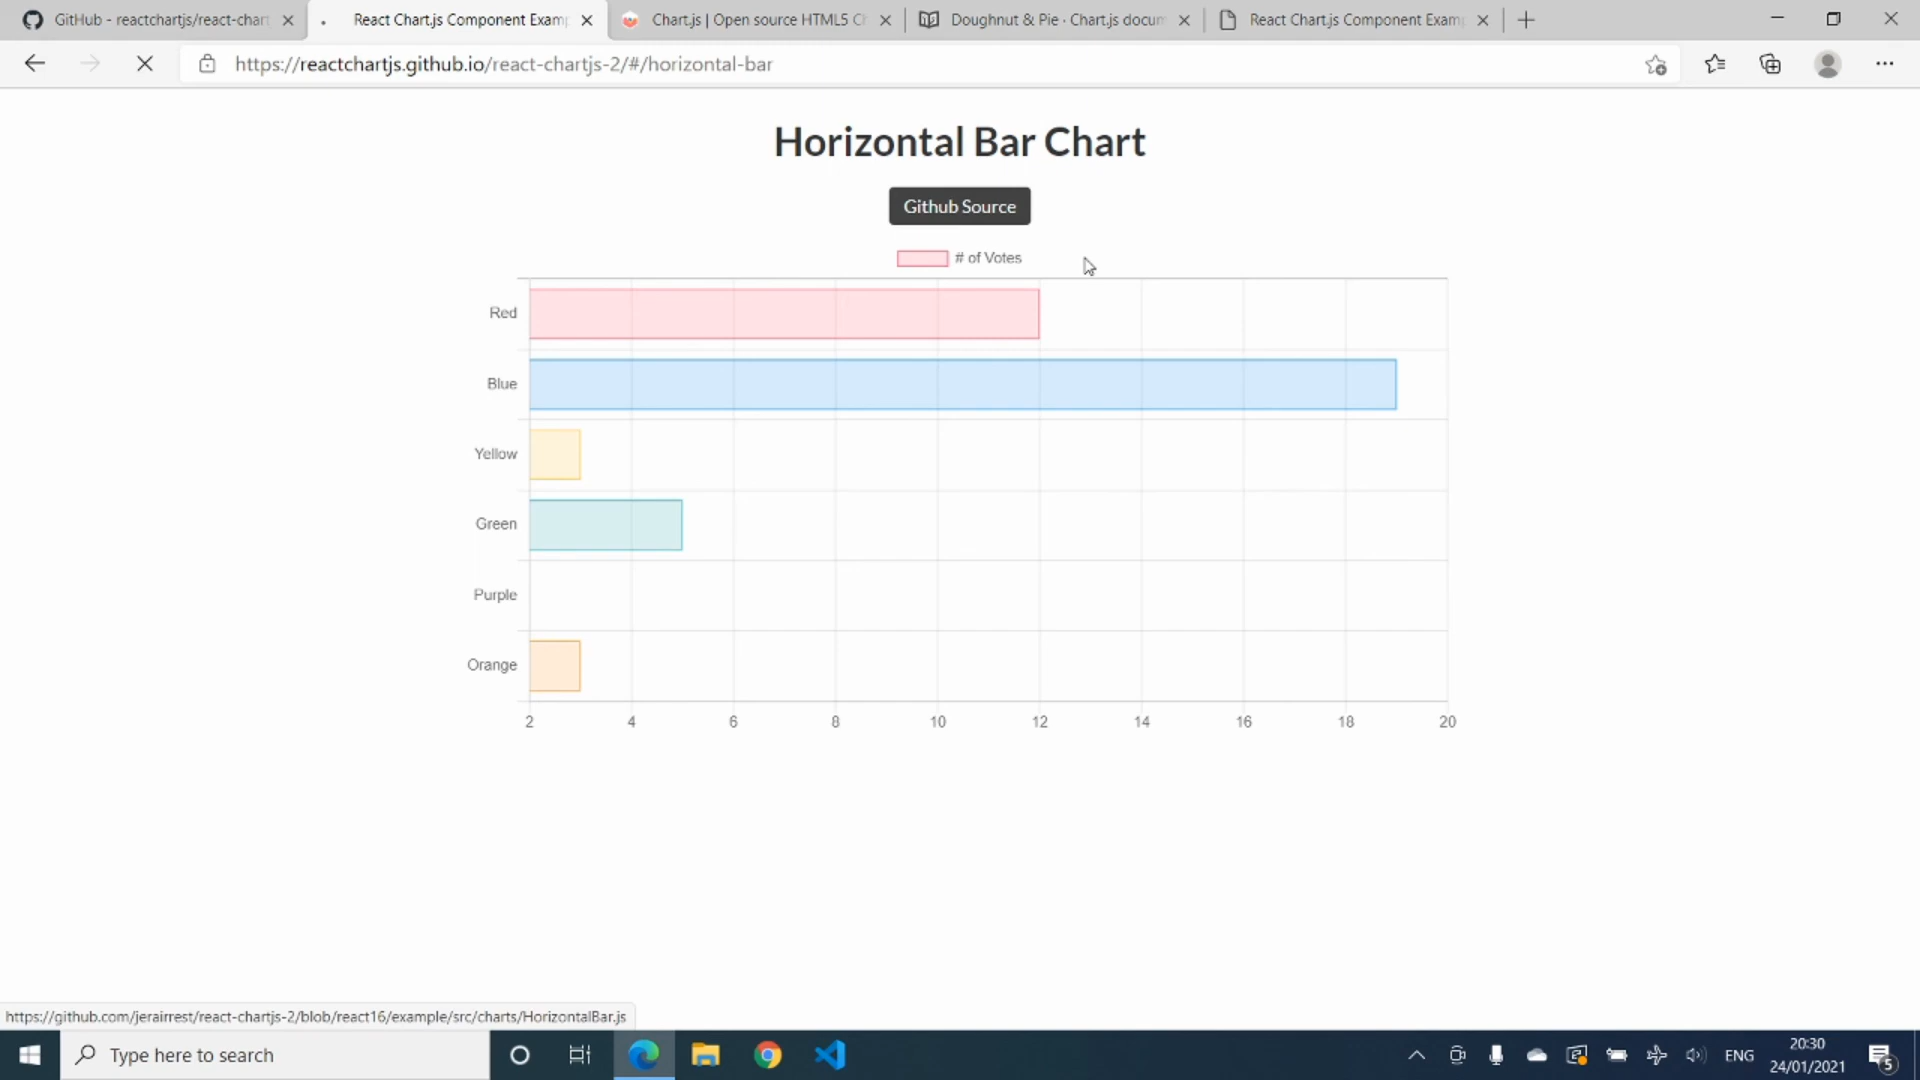 GitHub - reactchartjs/react-chart
React Chart.js Component Examp
Chart.js | Open source HTML5 Ch
Doughnut & Pie · Chart.js docum
React Chart.js Component Examp
https://reactchartjs.github.io/react-chartjs-2/#/horizontal-bar
Horizontal Bar Chart
Github Source
# of Votes
Red
Blue
Yellow
Green
Purple
Orange
2 4 6 8 10 12 14 16 18 20
https://github.com/jerairrest/react-chartjs-2/blob/react16/example/src/charts/HorizontalBar.js
Type here to search
ENG
20:30
24/01/2021
5